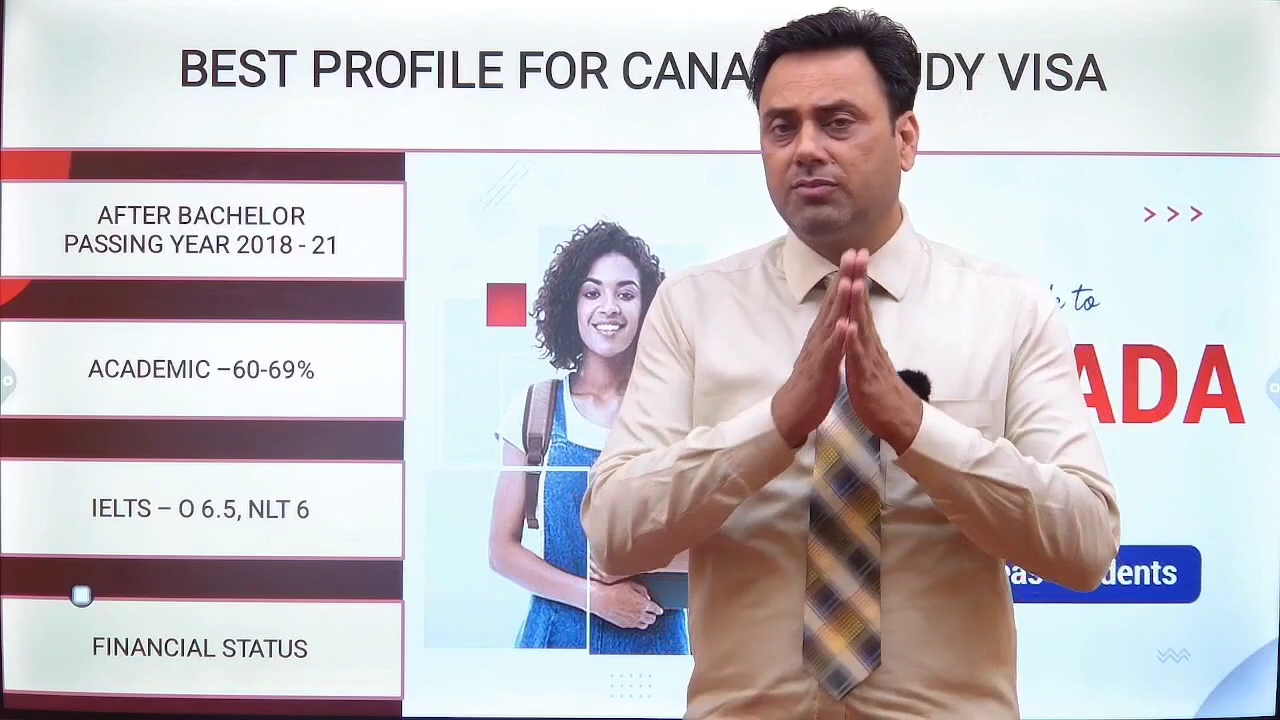 BEST PROFILE FOR CANA DY VISA
AFTER BACHELOR
PASSING YEAR 2018 - 21
ACADEMIC –60-69%
IELTS – O 6.5, NLT 6
FINANCIAL STATUS
to
ADA
dents